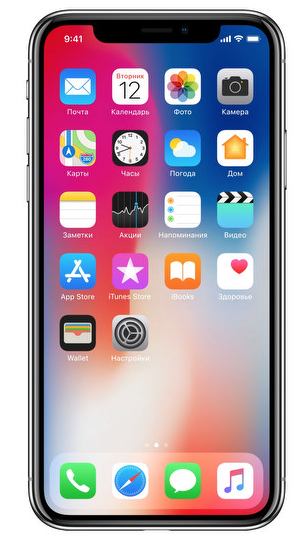 9:41
Вторник
12
Почта
Календарь
Фото
Камера
280
Карты
Часы
Погода
Дом
Заметки
Акции
Напоминания
Видео
App Store
iTunes Store
iBooks
Здоровье
Wallet
Настройки